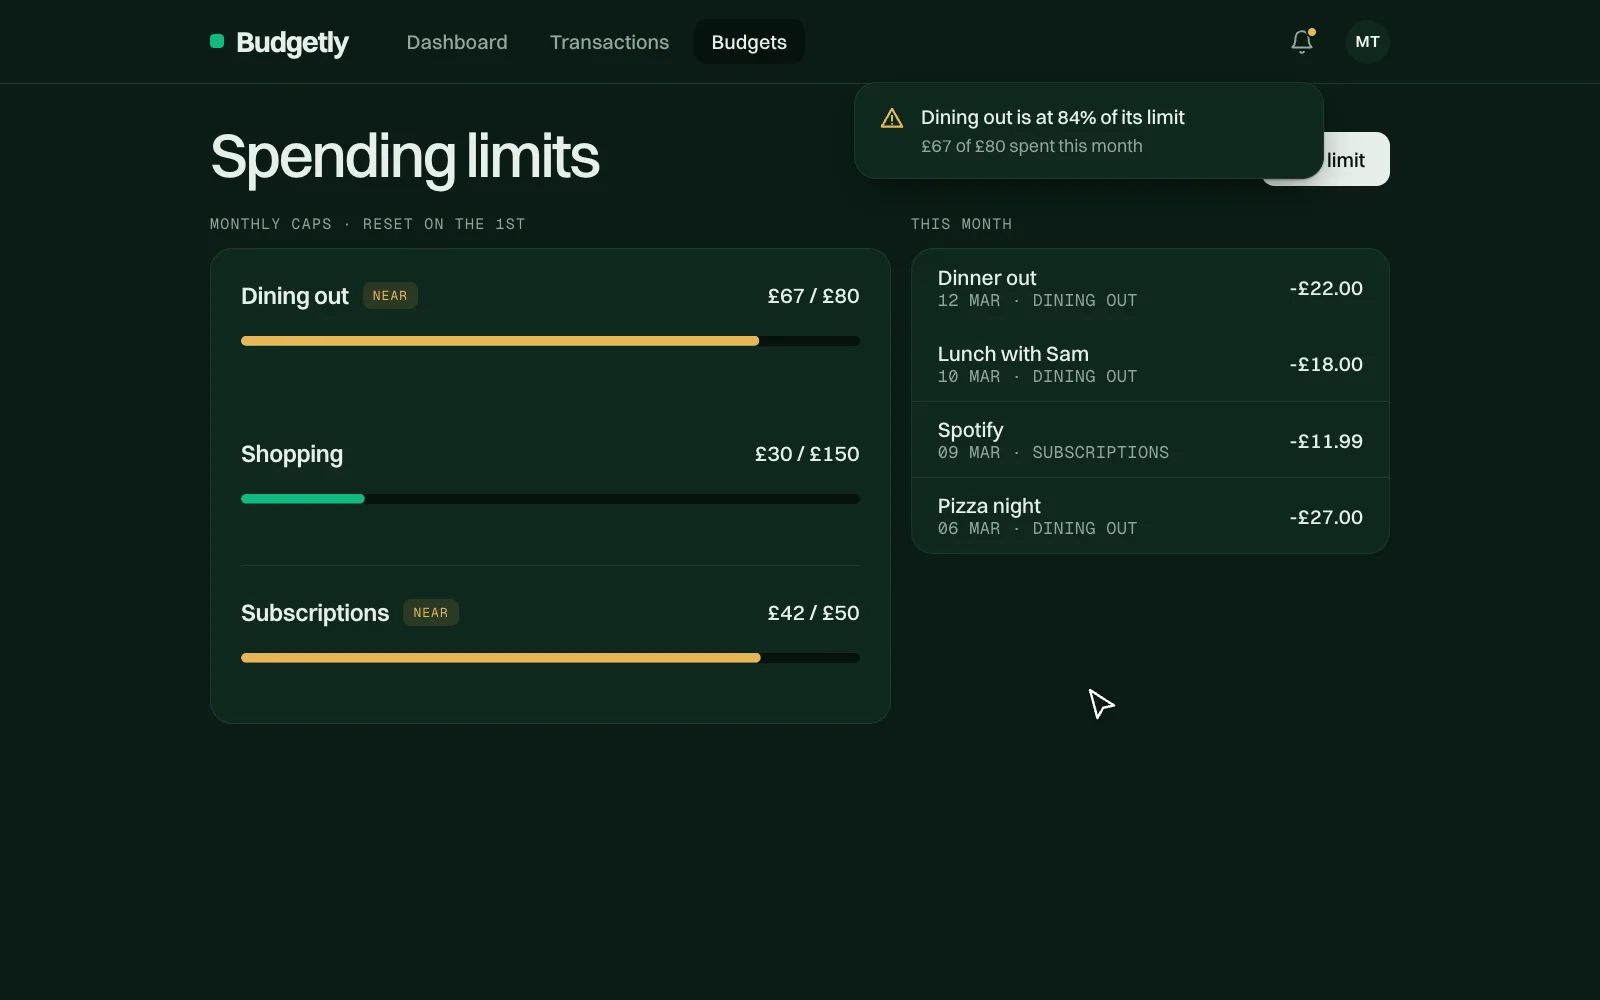 Budgetly
Dashboard
Transactions
Budgets
MT
Dining out is at 84% of its limit
£67 of £80 spent this month
Spending limits
limit
MONTHLY CAPS · RESET ON THE 1ST
THIS MONTH
Dining out NEAR £67 / £80
Shopping £30 / £150
Subscriptions NEAR £42 / £50
Dinner out
12 MAR · DINING OUT
-£22.00
Lunch with Sam
10 MAR · DINING OUT
-£18.00
Spotify
09 MAR · SUBSCRIPTIONS
-£11.99
Pizza night
06 MAR · DINING OUT
-£27.00